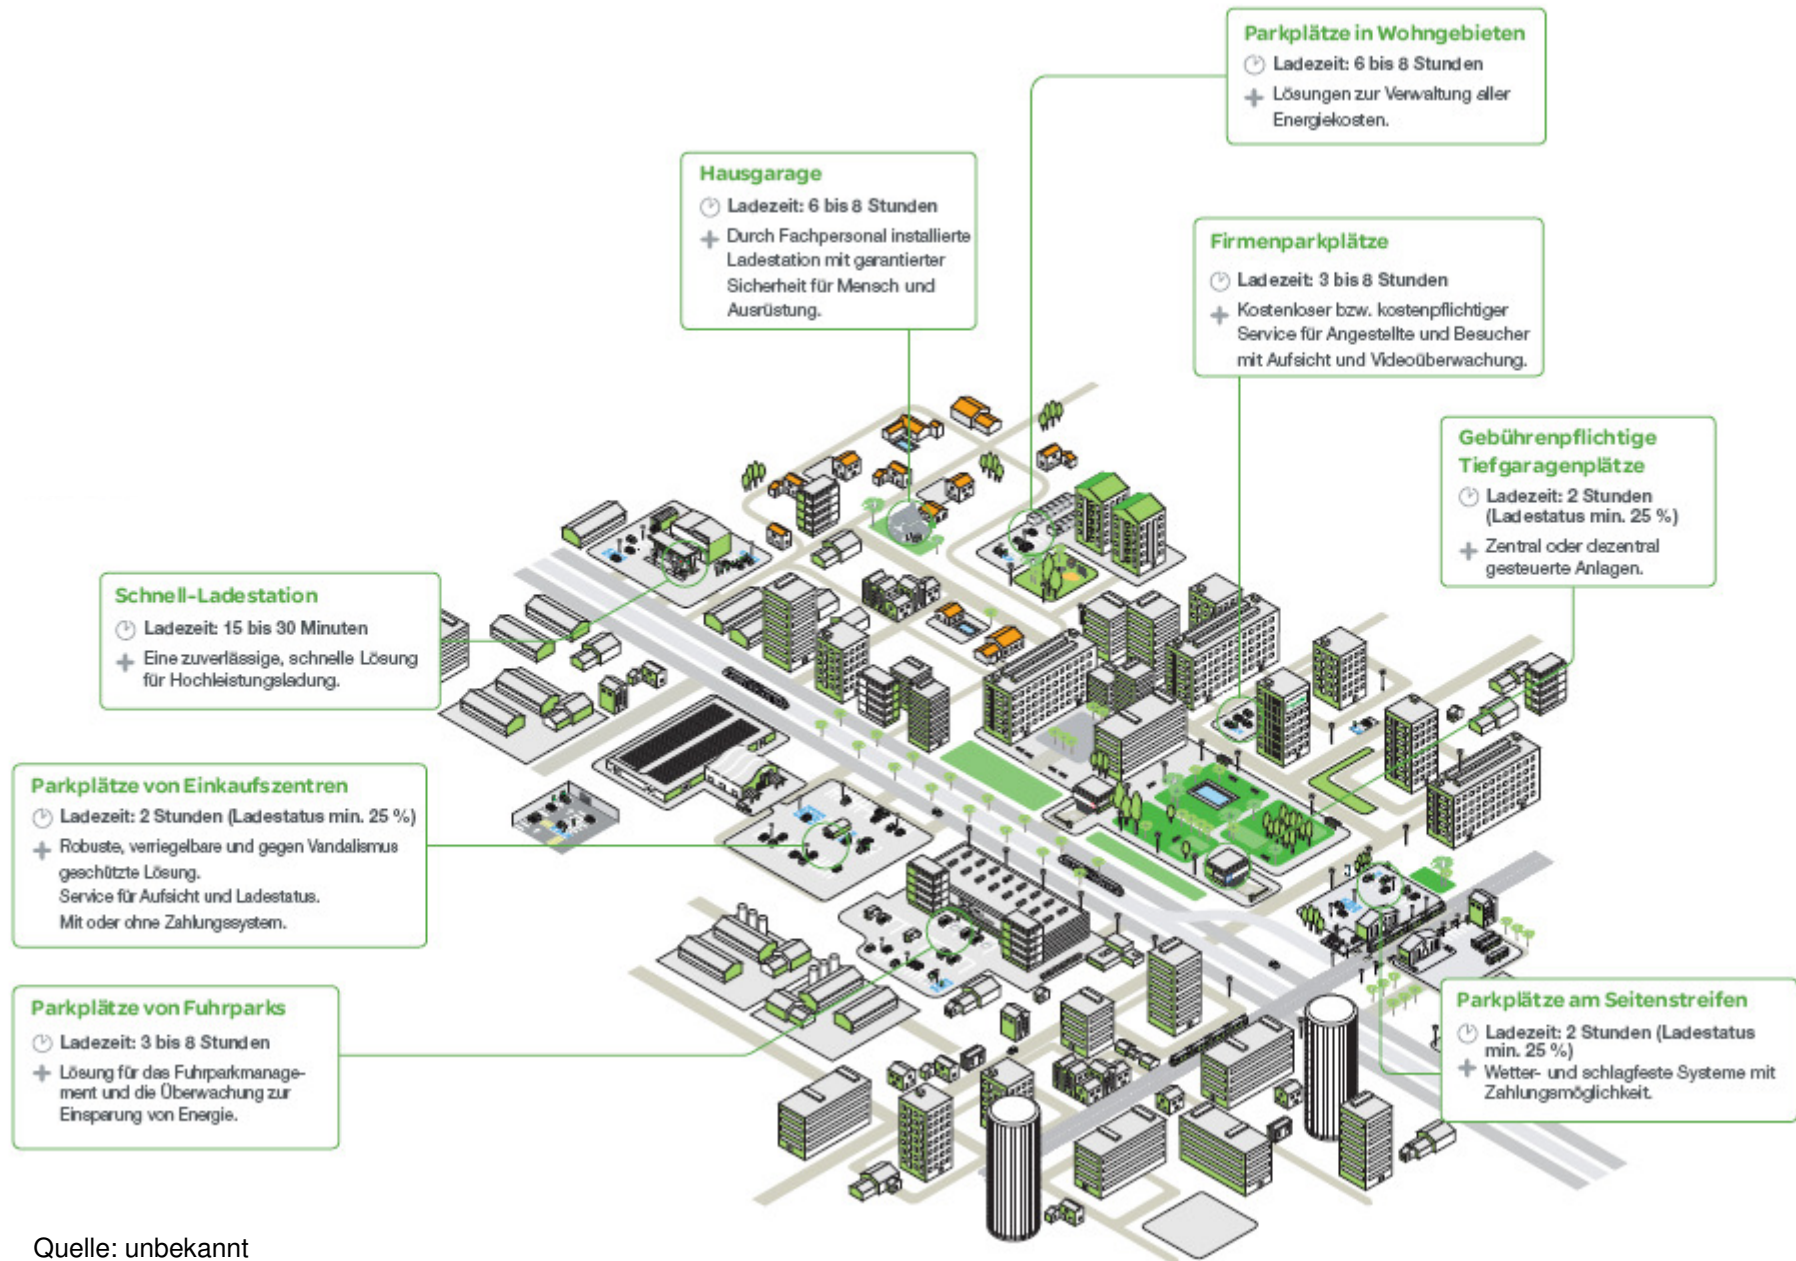 Parkplätze in Wohngebieten
Ladezeit: 6 bis 8 Stunden
Lösungen zur Verwaltung aller
Energiekosten.
Hausgarage
Ladezeit: 6 bis 8 Stunden
Durch Fachpersonal installierte
Ladestation mit garantierter
Sicherheit für Mensch und
Ausrüstung.
Firmenparkplätze
Ladezeit: 3 bis 8 Stunden
Kostenloser bzw. kostenpflichtiger
Service für Angestellte und Besucher
mit Aufsicht und Videoüberwachung.
Gebührenpflichtige
Tiefgaragenplätze
Ladezeit: 2 Stunden
(Ladestatus min. 25 %)
Zentral oder dezentral
gesteuerte Anlagen.
Schnell-Ladestation
Ladezeit: 15 bis 30 Minuten
Eine zuverlässige, schnelle Lösung
für Hochleistungsladung.
Parkplätze von Einkaufszentren
Ladezeit: 2 Stunden (Ladestatus min. 25 %)
Robuste, verriegelbare und gegen Vandalismus
geschützte Lösung.
Service für Aufsicht und Ladestatus.
Mit oder ohne Zahlungssystem.
Parkplätze von Fuhrparks
Ladezeit: 3 bis 8 Stunden
Lösung für das Fuhrparkmanage-
ment und die Überwachung zur
Einsparung von Energie.
Parkplätze am Seitenstreifen
Ladezeit: 2 Stunden (Ladestatus
min. 25 %)
Wetter- und schlagfeste Systeme mit
Zahlungsmöglichkeit.
Quelle: unbekannt